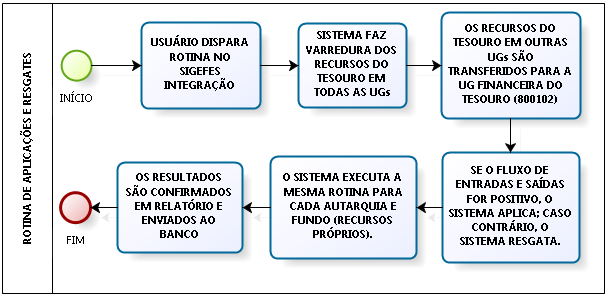 ROTINA DE APLICAÇÕES E RESGATES
INÍCIO
USUÁRIO DISPARA
ROTINA NO
SIGEFES
INTEGRAÇÃO
SISTEMA FAZ
VARREDURA DOS
RECURSOS DO
TESOURO EM
TODAS AS UGs
OS RECURSOS DO
TESOURO EM OUTRAS
UGs SÃO
TRANSFERIDOS PARA A
UG FINANCEIRA DO
TESOURO (800102)
SE O FLUXO DE
ENTRADAS E SAÍDAS
FOR POSITIVO, O
SISTEMA APLICA; CASO
CONTRÁRIO, O
SISTEMA RESGATA.
O SISTEMA EXECUTA A
MESMA ROTINA PARA
CADA AUTARQUIA E
FUNDO (RECURSOS
PRÓPRIOS).
OS RESULTADOS
SÃO CONFIRMADOS
EM RELATÓRIO E
ENVIADOS AO
BANCO
FIM